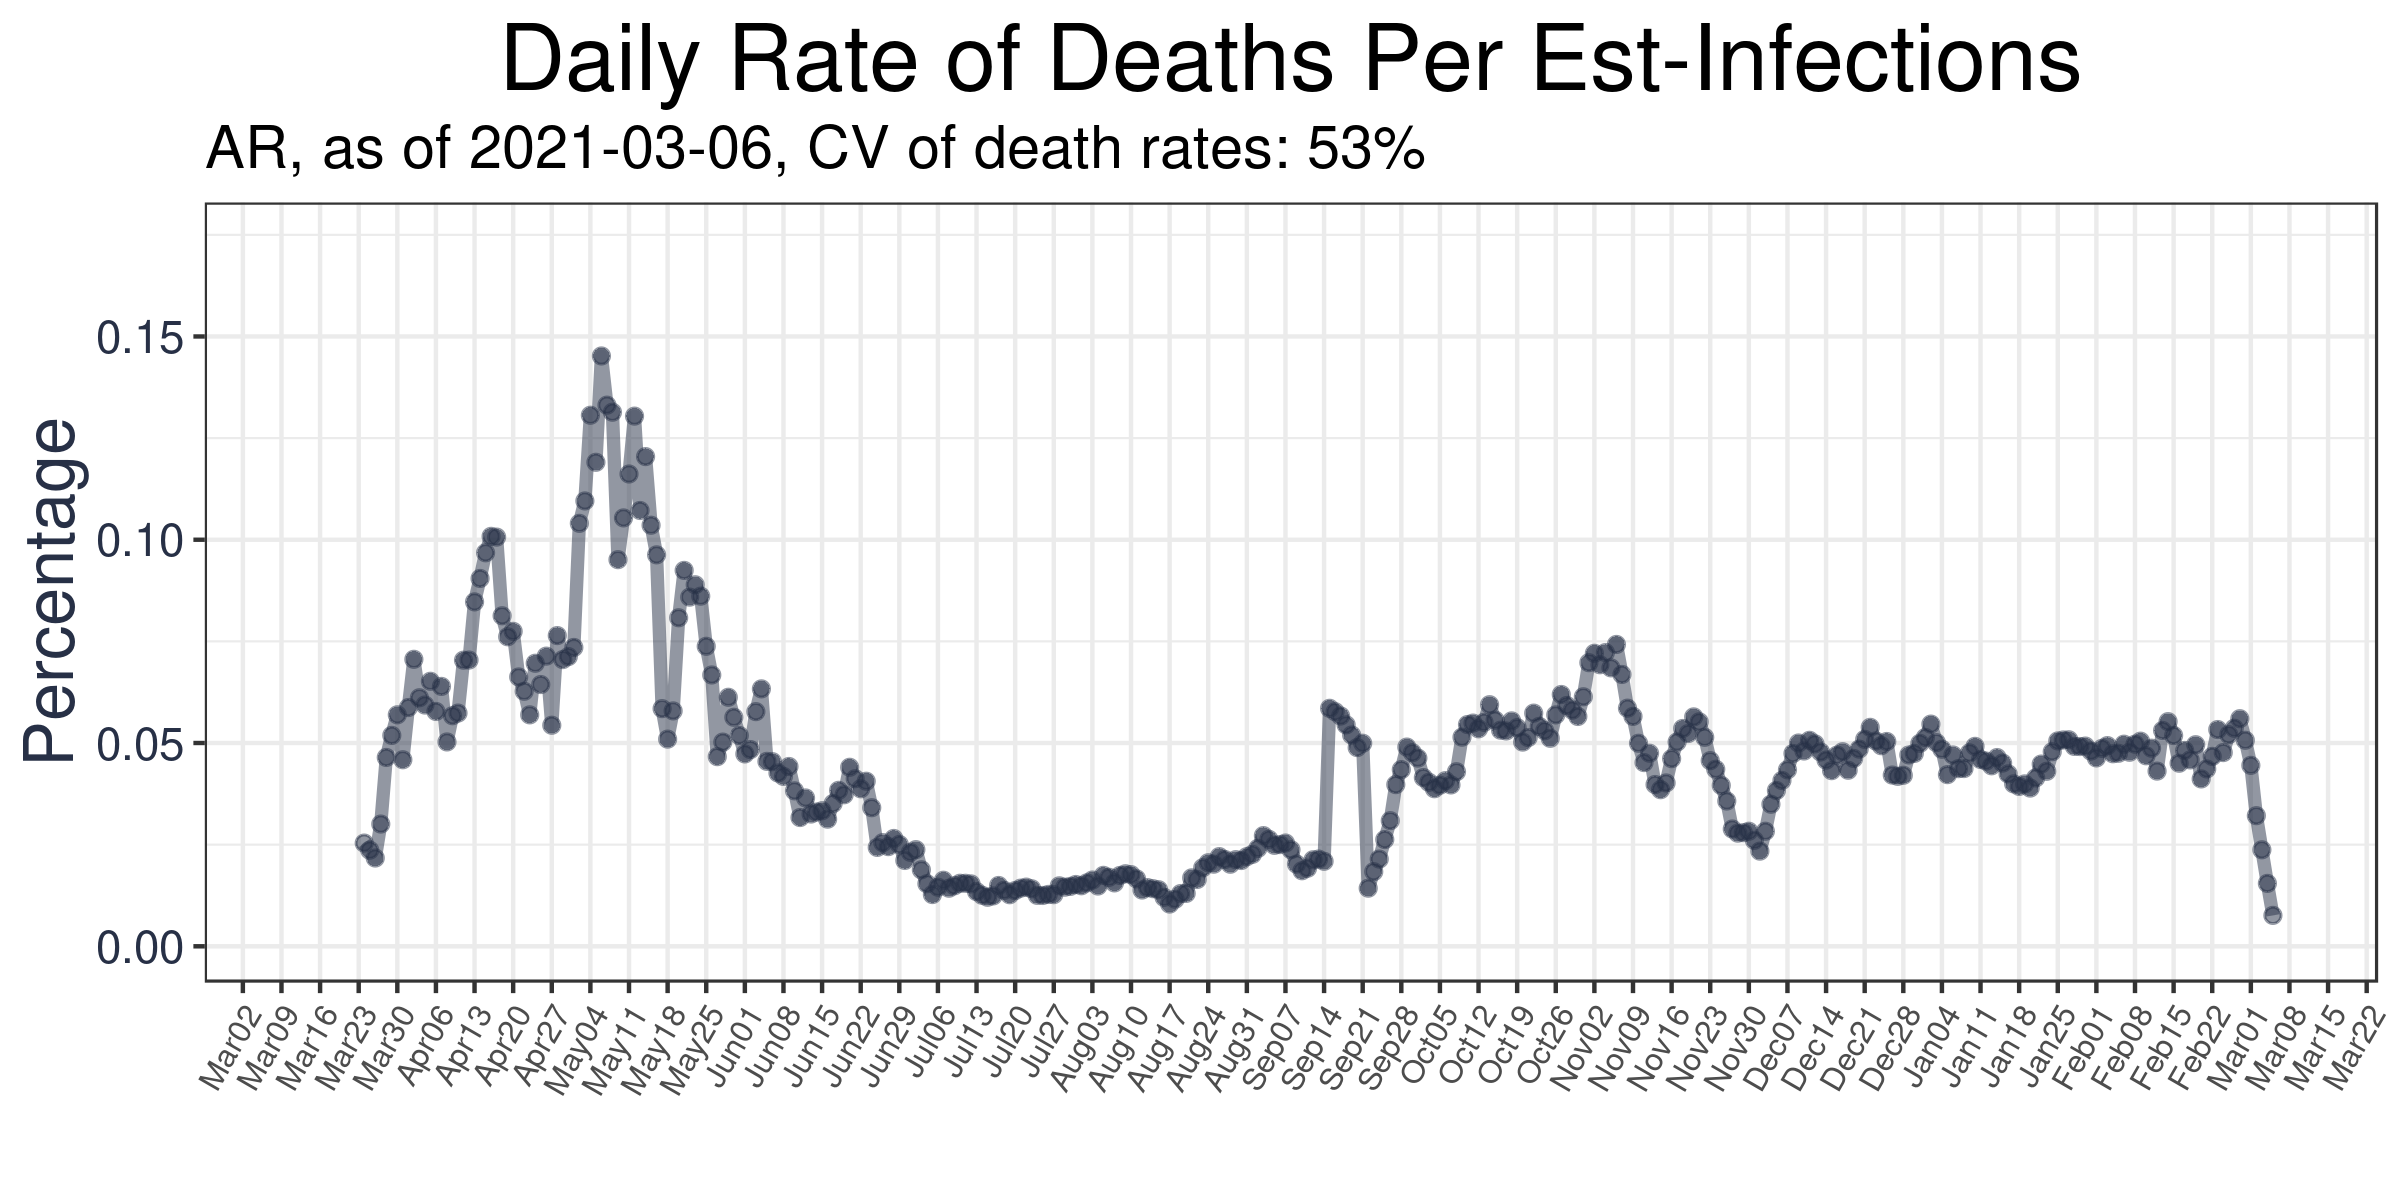 Daily Rate of Deaths Per Est-Infections
AR, as of 2021-03-06, CV of death rates: 53%
Percentage
0.15
0.10
0.05
0.00
Mar02 Mar09 Mar16 Mar23 Mar30 Apr06 Apr13 Apr20 Apr27 May04 May11 May18 May25 Jun01 Jun08 Jun15 Jun22 Jun29 Jul06 Jul13 Jul20 Jul27 Aug03 Aug10 Aug17 Aug24 Aug31 Sep07 Sep14 Sep21 Sep28 Oct05 Oct12 Oct19 Oct26 Nov02 Nov09 Nov16 Nov23 Nov30 Dec07 Dec14 Dec21 Dec28 Jan04 Jan11 Jan18 Jan25 Feb01 Feb08 Feb15 Feb22 Mar01 Mar08 Mar15 Mar22